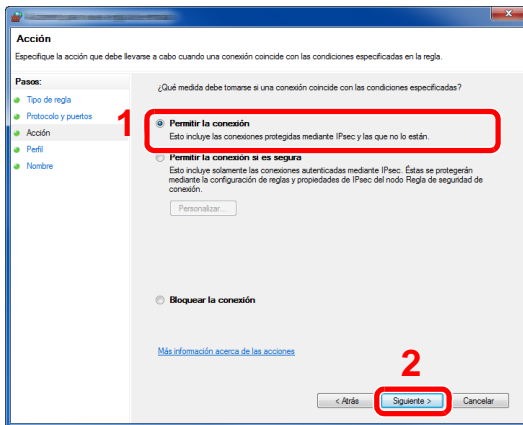 Acción
Especifique la acción que debe llevarse a cabo cuando una conexión coincide con las condiciones especificadas en la regla.
Pasos:
Tipo de regla
Protocolo y puertos
Acción
Perfil
Nombre
¿Qué medida debe tomarse si una conexión coincide con las condiciones especificadas?
1
Permitir la conexión
Esto incluye las conexiones protegidas mediante IPsec y las que no lo están.
Permitir la conexión si es segura
Esto incluye solamente las conexiones autenticadas mediante IPsec. Éstas se protegerán
mediante la configuración de reglas y propiedades de IPsec del nodo Regla de seguridad de
conexión.
Personalizar...
Bloquear la conexión
Más información acerca de las acciones
2
< Atrás
Siguiente >
Cancelar